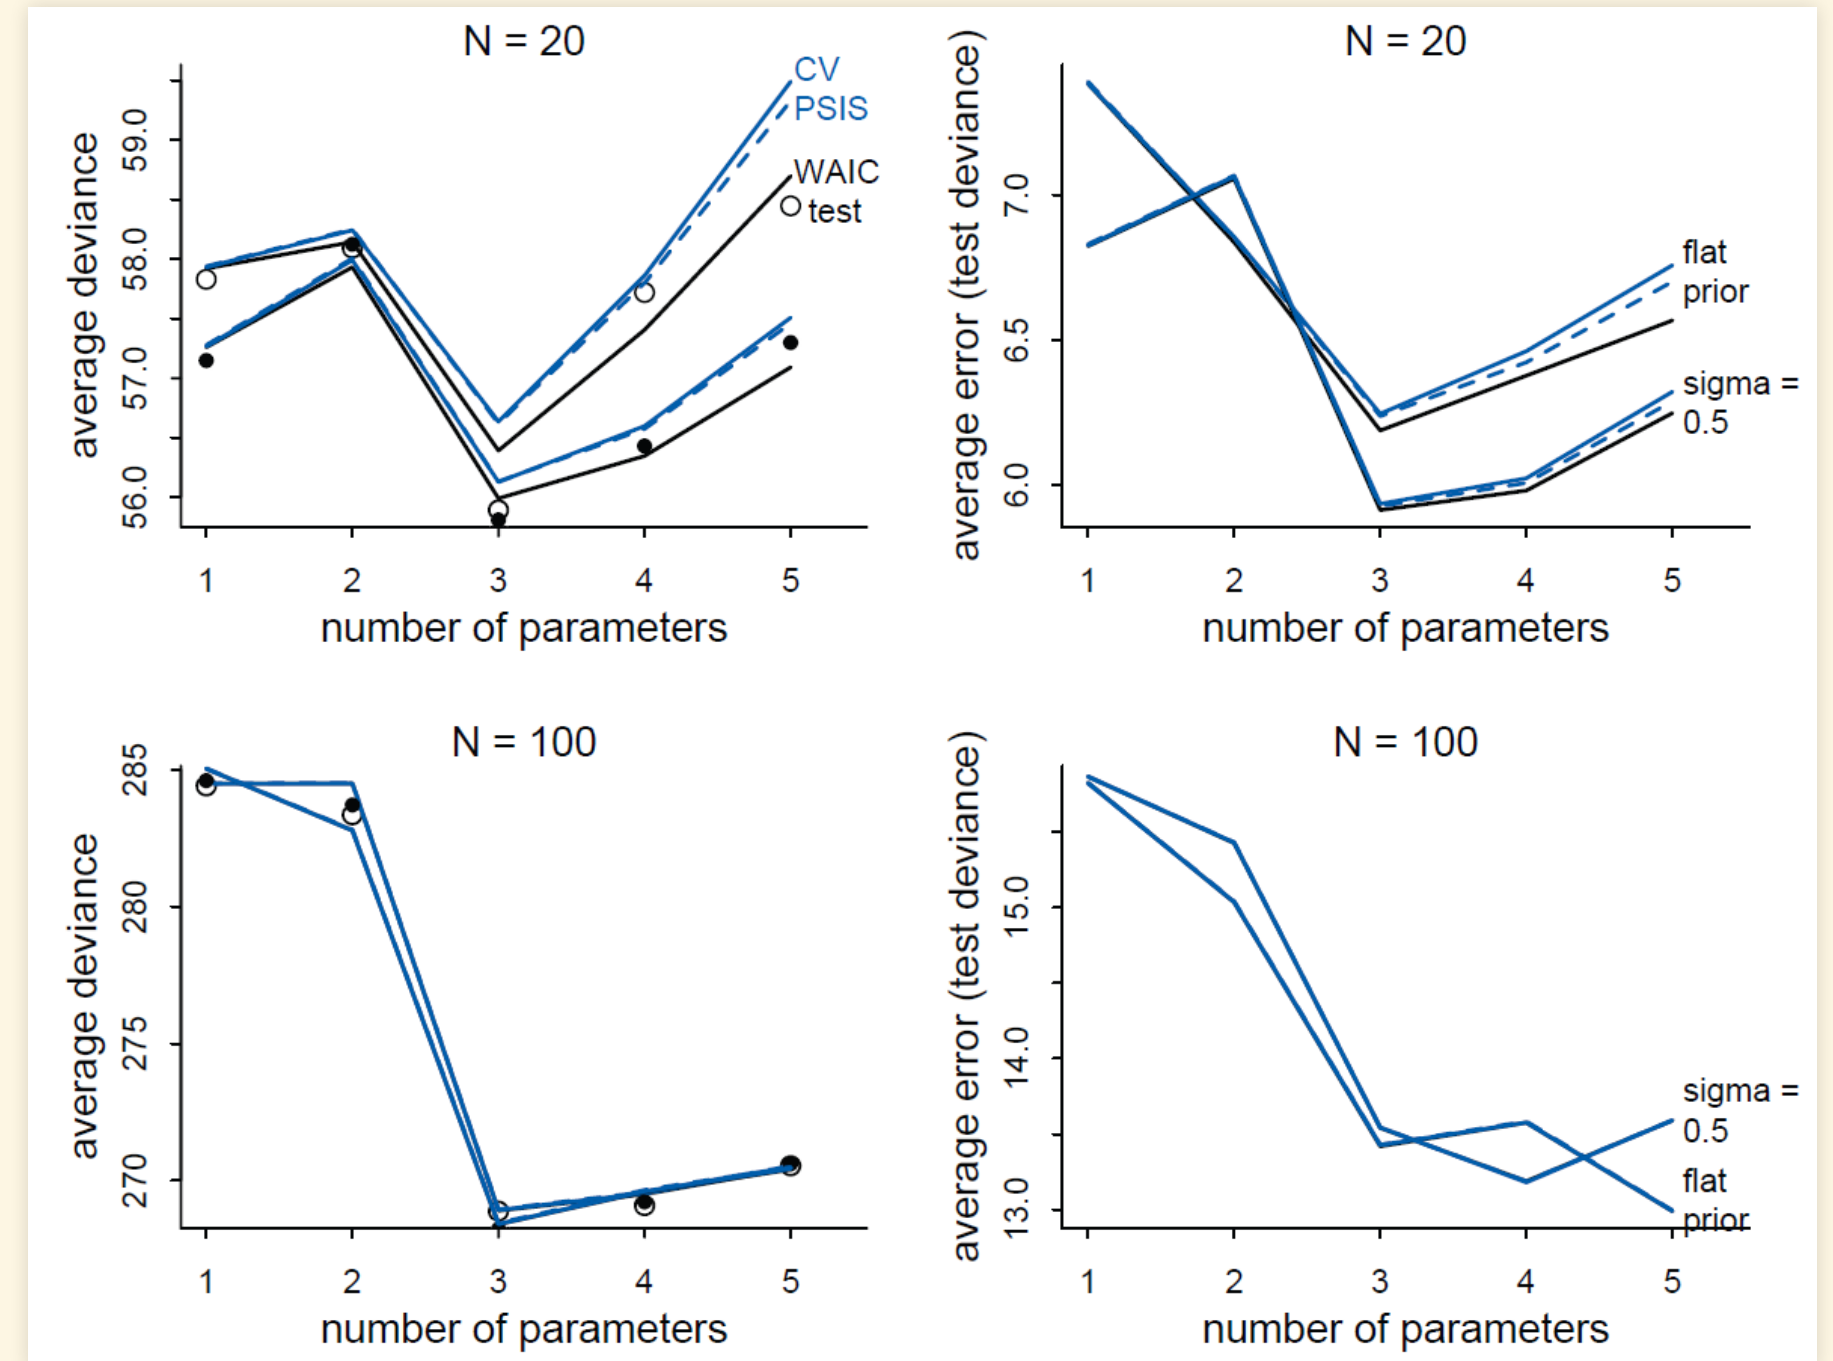 N = 20
average deviance
59.0
58.0
57.0
56.0
CV
PSIS
WAIC
test
1 2 3 4 5
number of parameters
N = 20
average error (test deviance)
7.0
6.5
6.0
flat
prior
sigma =
0.5
1 2 3 4 5
number of parameters
N = 100
average deviance
285
280
275
270
1 2 3 4 5
number of parameters
N = 100
average error (test deviance)
15.0
14.0
13.0
sigma =
0.5
flat
prior
1 2 3 4 5
number of parameters